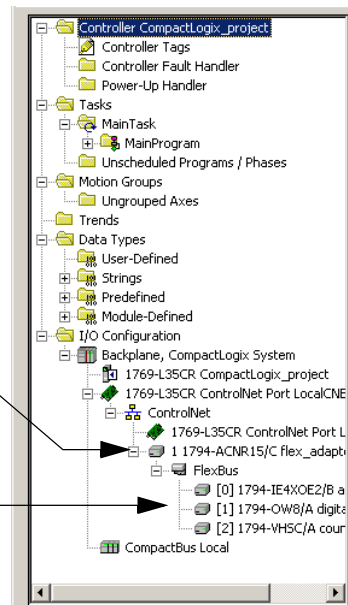 Controller CompactLogix_project
Controller Tags
Controller Fault Handler
Power-Up Handler
Tasks
MainTask
MainProgram
Unscheduled Programs / Phases
Motion Groups
Ungrouped Axes
Trends
Data Types
User-Defined
Strings
Predefined
Module-Defined
I/O Configuration
Backplane, CompactLogix System
1769-L35CR CompactLogix_project
1769-L35CR ControlNet Port LocalCNE
ControlNet
1769-L35CR ControlNet Port L
1 1794-ACNR15/C flex_adapt
FlexBus
[0] 1794-IE4XOE2/B a
[1] 1794-OW8/A digita
[2] 1794-VHSC/A cour
CompactBus Local